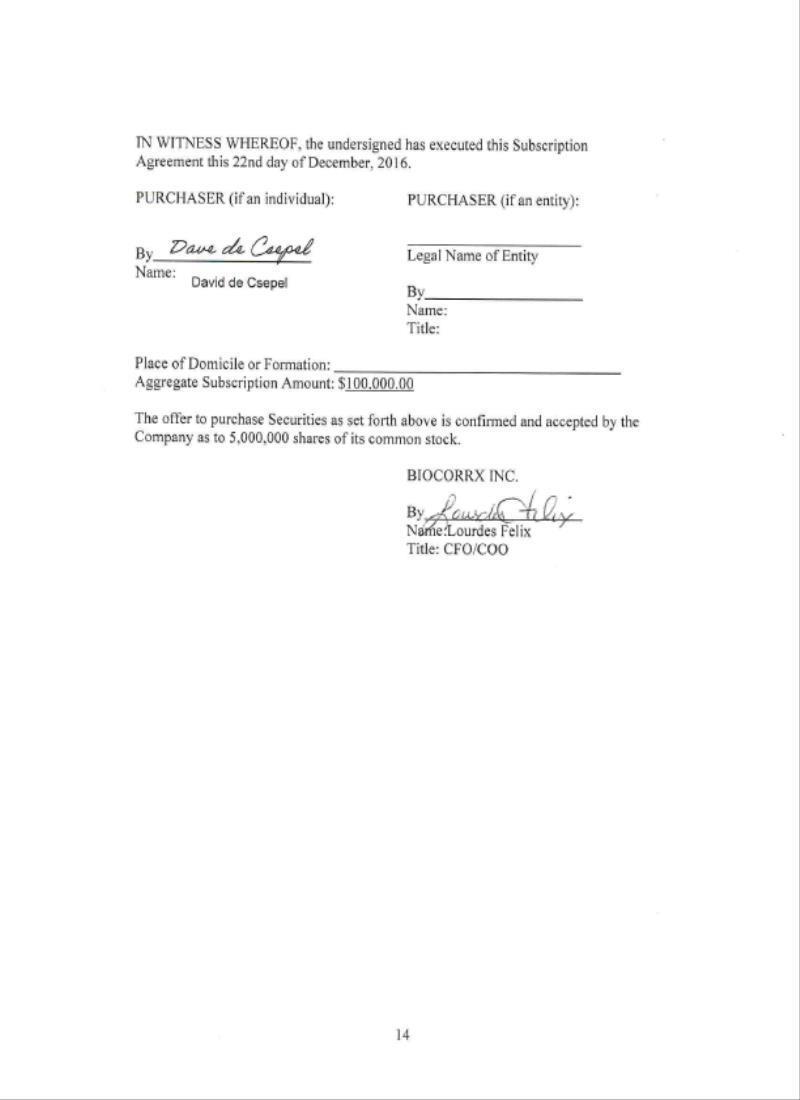 IN WITNESS WHEREOF, the undersigned has executed this Subscription
Agreement this 22nd day of December, 2016.
PURCHASER (if an individual):
By Dave de Csepel
Name: David de Csepel
PURCHASER (if an entity):
Legal Name of Entity
By
Name:
Title:
Place of Domicile or Formation:
Aggregate Subscription Amount: $100,000.00
The offer to purchase Securities as set forth above is confirmed and accepted by the
Company as to 5,000,000 shares of its common stock.
BIOCORRX INC.
By Lourdes Felix
Name:Lourdes Felix
Title: CFO/COO
14